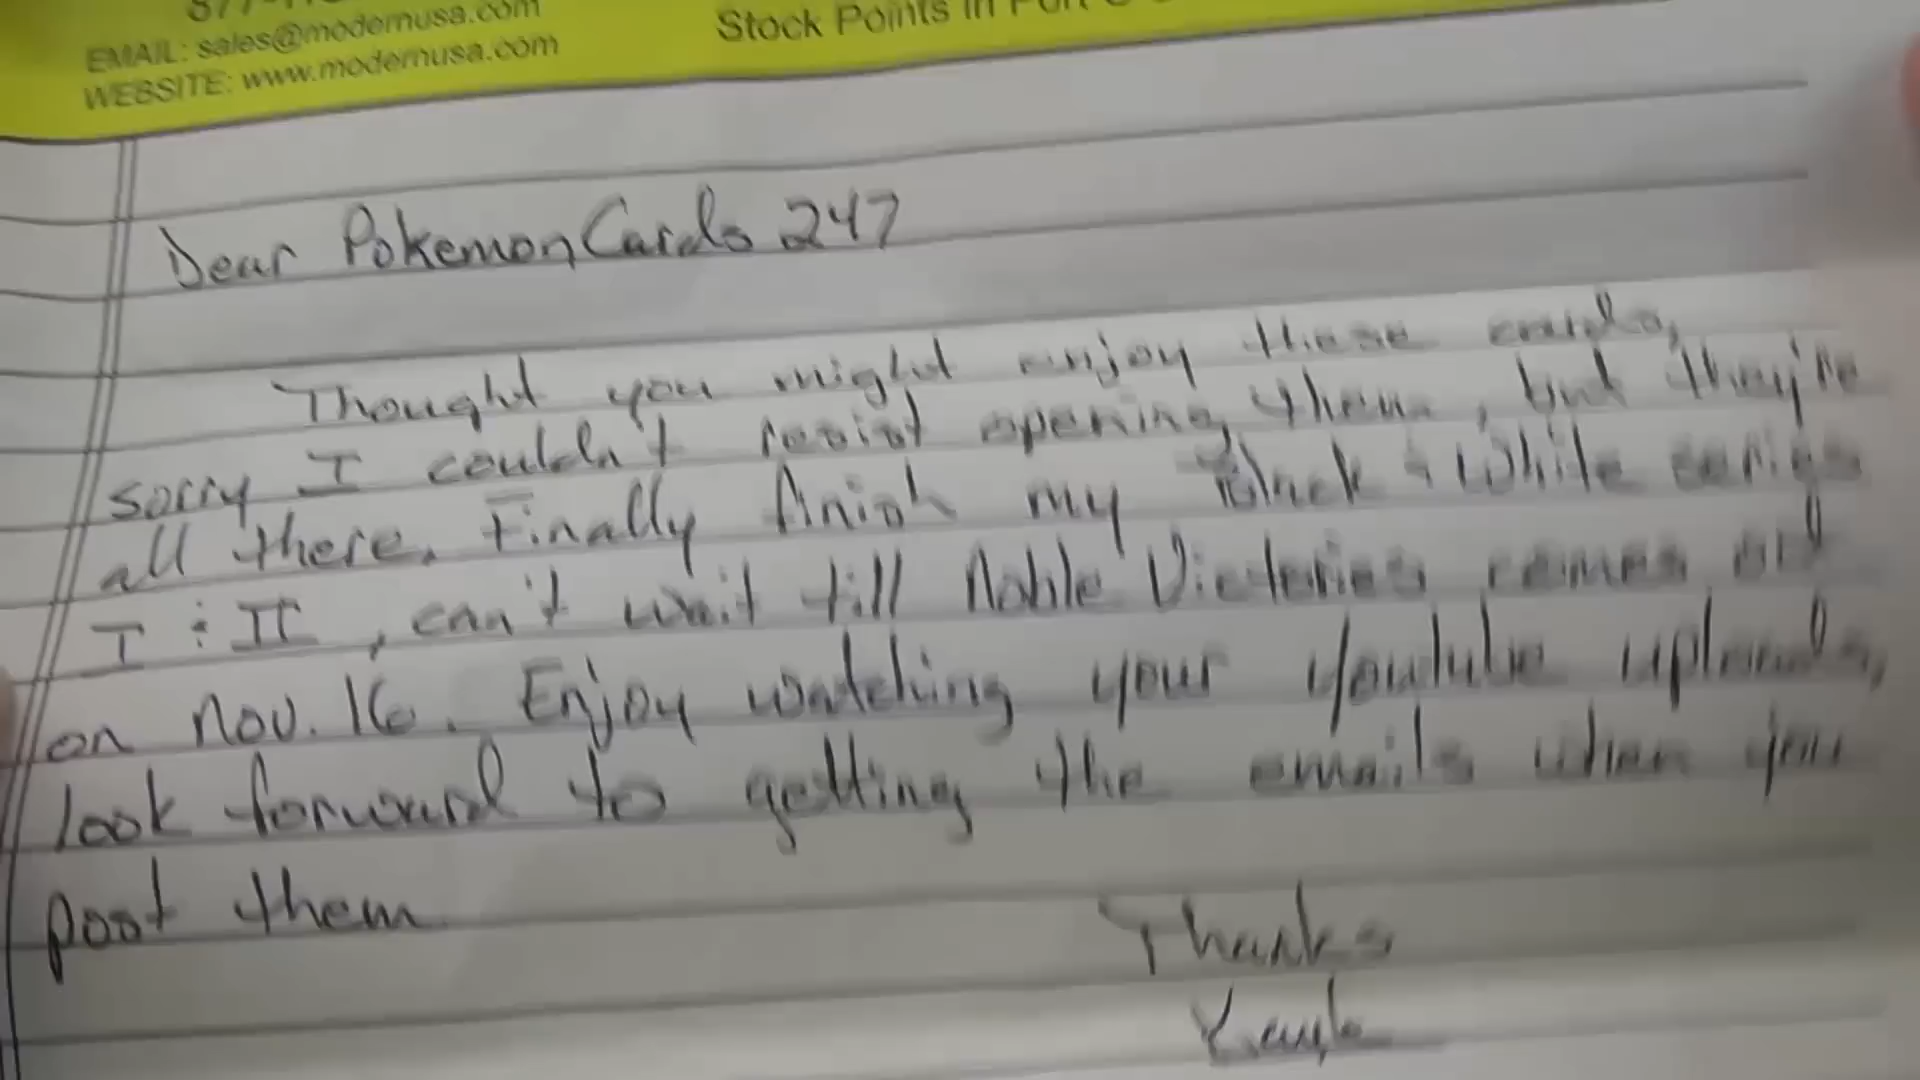 EMAIL: sales@modernusa.com
WEBSITE: www.modernusa.com
Stock Points in
Dear PokemonCards 247
Thought you might enjoy these cards,
sorry I couldn't resist opening them, but they're
all there. Finally finish my Black & White series
I & II, can't wait till Noble Victories comes out
on Nov. 16. Enjoy watching your Youtube uploads,
look forward to getting the emails when you
post them
Thanks